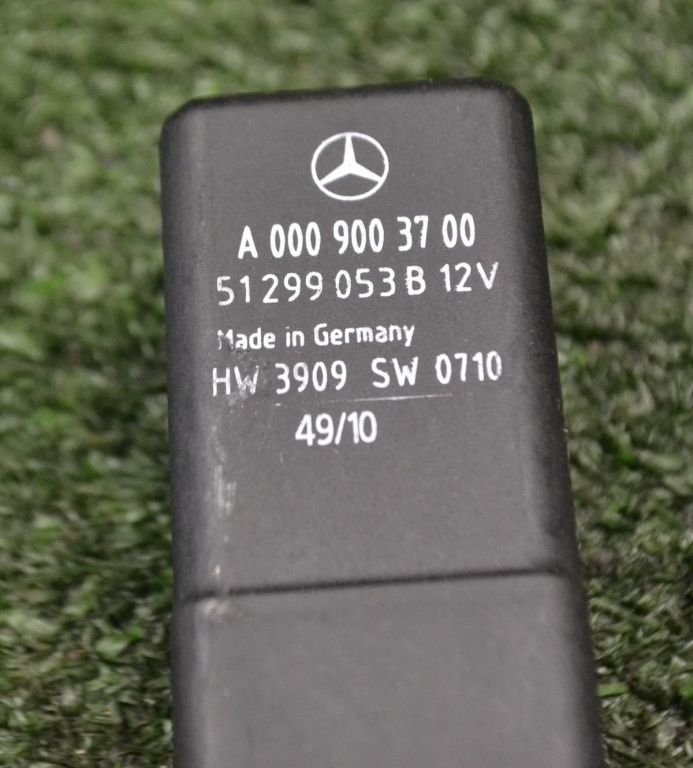 A 000 900 37 00
51299053B 12V
Made in Germany
HW 3909 SW 0710
49/10